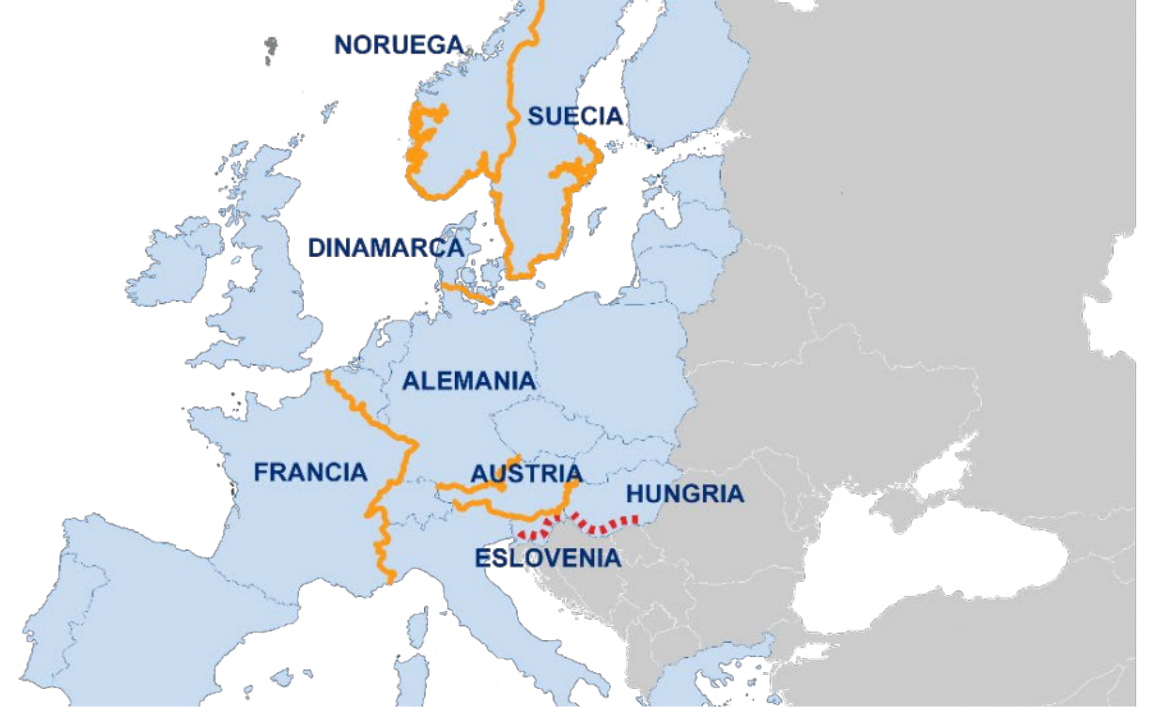 NORUEGA
SUECIA
DINAMARCA
ALEMANIA
FRANCIA
AUSTRIA
HUNGRIA
ESLOVENIA